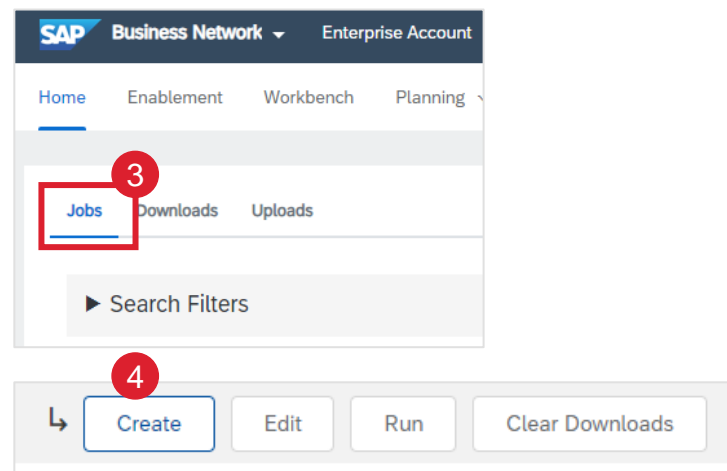 SAP Business Network Enterprise Account
Home Enablement Workbench Planning
3
Jobs Downloads Uploads
Search Filters
4
Create Edit Run Clear Downloads